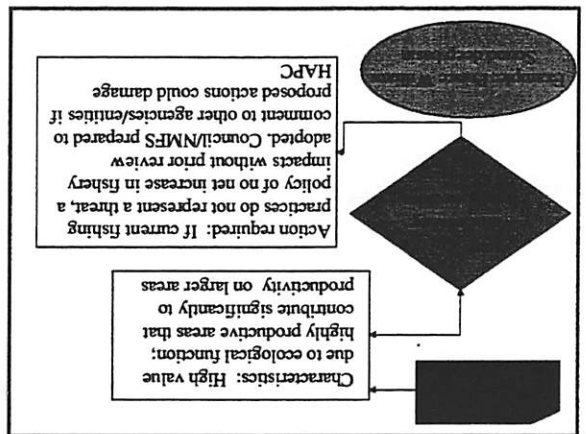 Characteristics: High value
due to ecological function;
highly productive areas that
contribute significantly to
productivity on larger areas
Action required: If current fishing
practices do not represent a threat, a
policy of no net increase in fishery
impacts without prior review
adopted. Council/NMFS prepared to
comment to other agencies/entities if
proposed actions could damage
HAPC